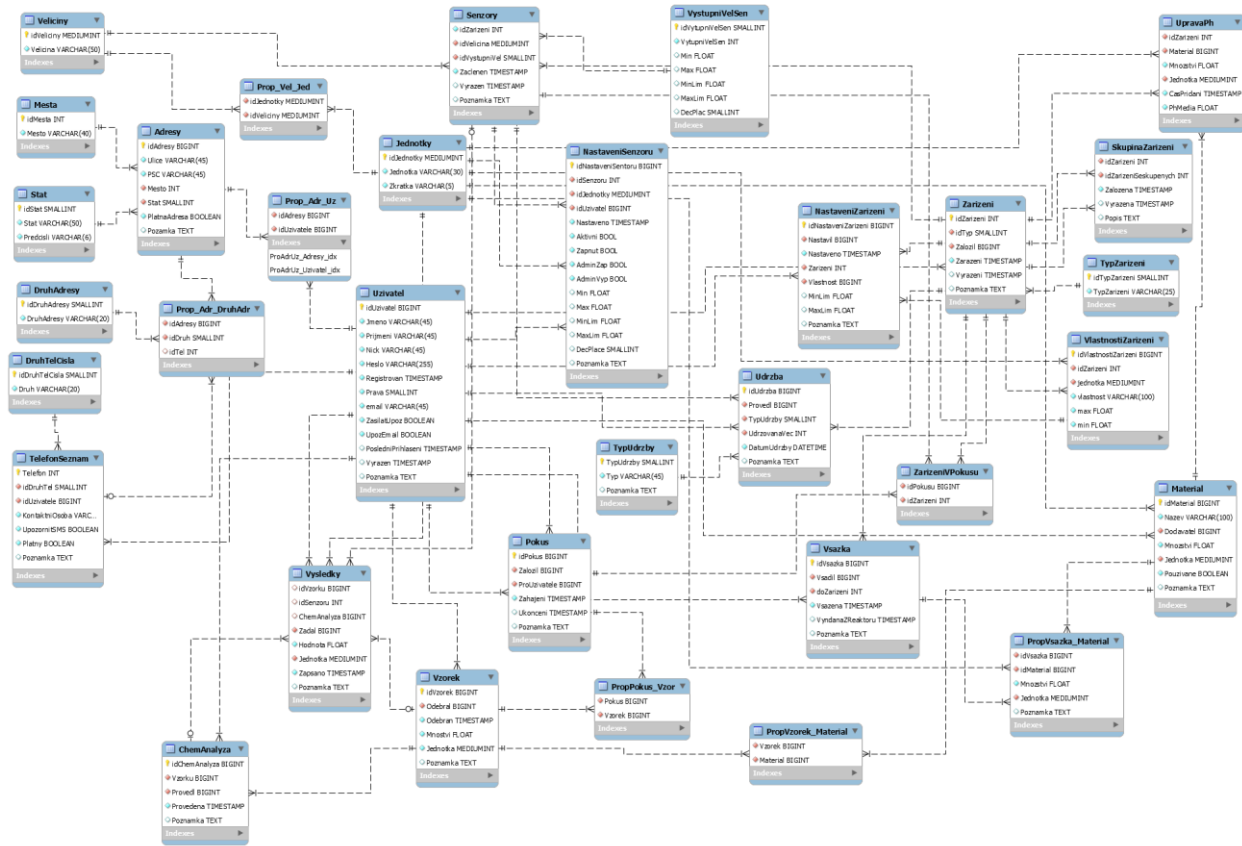 Veliciny
idVeliciny MEDIUMINT
Velicina VARCHAR(50)
Indexes
Mesta
idMesta INT
Mesto VARCHAR(40)
Indexes
Stat
idStat SMALLINT
Stat VARCHAR(50)
Predcisli VARCHAR(6)
Indexes
DruhAdresy
idDruhAdresy SMALLINT
DruhAdresy VARCHAR(20)
Indexes
DruhTelCisla
idDruhTelCisla SMALLINT
Druh VARCHAR(20)
Indexes
TelefonSeznam
Telefon INT
idDruhTel SMALLINT
idUzivatele BIGINT
KontaktniOsoba VARC...
UpozornitSMS BOOLEAN
Platny BOOLEAN
Poznamka TEXT
Indexes
Adresy
idAdresy BIGINT
Ulice VARCHAR(45)
PSC VARCHAR(45)
Mesto INT
Stat SMALLINT
PlatnaAdresa BOOLEAN
Pozamka TEXT
Indexes
Prop_Vel_Jed
idJednotky MEDIUMINT
idVeliciny MEDIUMINT
Indexes
Prop_Adr_Uz
idAdresy BIGINT
idUzivatele BIGINT
Indexes
ProAdrUz_Adresy_idx
ProAdrUz_Uzivatel_idx
Prop_Adr_DruhAdr
idAdresy BIGINT
idDruh SMALLINT
idTel INT
Indexes
Senzory
idZarizeni INT
idVelicina MEDIUMINT
idVystupniVel SMALLINT
Zaclenen TIMESTAMP
Vyrazen TIMESTAMP
Poznamka TEXT
Indexes
VystupniVelSen
idVytupniVelSen SMALLINT
VytupniVelSen INT
Min FLOAT
Max FLOAT
MinLim FLOAT
MaxLim FLOAT
DecPlac SMALLINT
Indexes
Jednotky
idJednotky MEDIUMINT
Jednotka VARCHAR(30)
Zkratka VARCHAR(5)
Indexes
NastaveniSenzoru
idNastaveniSentoru BIGINT
idSenzoru INT
idJednotky MEDIUMINT
idUzivatel BIGINT
Nastaveno TIMESTAMP
Aktivni BOOL
Zapnut BOOL
AdminZap BOOL
AdminVyp BOOL
Min FLOAT
Max FLOAT
MinLim FLOAT
MaxLim FLOAT
DecPlace SMALLINT
Poznamka TEXT
Indexes
Uzivatel
idUzivatel BIGINT
Jmeno VARCHAR(45)
Prijmeni VARCHAR(45)
Nick VARCHAR(45)
Heslo VARCHAR(255)
Registrovan TIMESTAMP
Prava SMALLINT
email VARCHAR(45)
ZasilatUpoz BOOLEAN
UpozEmail BOOLEAN
PosledniPrihlaseni TIMESTAMP
Vyrazen TIMESTAMP
Poznamka TEXT
Indexes
UpravaPh
idZarizeni INT
Material BIGINT
Mnozstvi FLOAT
Jednotka MEDIUMINT
CasPridani TIMESTAMP
PhMedia FLOAT
Indexes
SkupinaZarizeni
idZarizeni INT
idZarizeniSeskupenych INT
Zalozena TIMESTAMP
Vyrazena TIMESTAMP
Popis TEXT
Indexes
Zarizeni
idZarizeni INT
idTyp SMALLINT
Zalozil BIGINT
Zarazeni TIMESTAMP
Vyrazeni TIMESTAMP
Poznamka TEXT
Indexes
NastaveniZarizeni
idNastaveniZarizeni BIGINT
Nastavil BIGINT
Nastaveno TIMESTAMP
Zarizeni INT
Vlastnost BIGINT
MinLim FLOAT
MaxLim FLOAT
Poznamka TEXT
Indexes
TypZarizeni
idTypZarizeni SMALLINT
TypZarizeni VARCHAR(25)
Indexes
VlastnostiZarizeni
idVlastnostiZarizeni BIGINT
idZarizeni INT
jednotka MEDIUMINT
vlastnost VARCHAR(100)
max FLOAT
min FLOAT
Indexes
Udrzba
idUdrzba BIGINT
Provedl BIGINT
TypUdrzby SMALLINT
UdrzovanaVec INT
DatumUdrzby DATETIME
Poznamka TEXT
Indexes
TypUdrzby
TypUdrzby SMALLINT
Typ VARCHAR(45)
Poznamka TEXT
Indexes
ZarizeniVPokusu
idPokusu BIGINT
idZarizeni INT
Indexes
Material
idMaterial BIGINT
Nazev VARCHAR(100)
Dodavatel BIGINT
Mnozstvi FLOAT
Jednotka MEDIUMINT
Pouzivane BOOLEAN
Poznamka TEXT
Indexes
Vysledky
idVzorku BIGINT
idSenzoru INT
ChemAnalyza BIGINT
Zadal BIGINT
Hodnota FLOAT
Jednotka MEDIUMINT
Zapsano TIMESTAMP
Poznamka TEXT
Indexes
Pokus
idPokus BIGINT
Zalozil BIGINT
ProUzivatele BIGINT
Zahajeni TIMESTAMP
Ukonceni TIMESTAMP
Poznamka TEXT
Indexes
Vsazka
idVsazka BIGINT
Vsadil BIGINT
doZarizeni INT
Vsazena TIMESTAMP
VyndanaZReaktoru TIMESTAMP
Poznamka TEXT
Indexes
PropVsazka_Material
idVsazka BIGINT
idMaterial BIGINT
Mnozstvi FLOAT
Jednotka MEDIUMINT
Poznamka TEXT
Indexes
Vzorek
idVzorek BIGINT
Odebral BIGINT
Odebran TIMESTAMP
Mnostvi FLOAT
Jednotka MEDIUMINT
Poznamka TEXT
Indexes
PropPokus_Vzor
Pokus BIGINT
Vzorek BIGINT
Indexes
PropVzorek_Material
Vzorek BIGINT
Material BIGINT
Indexes
ChemAnalyza
idChemAnalyza BIGINT
Vzorku BIGINT
Provedl BIGINT
Provedena TIMESTAMP
Poznamka TEXT
Indexes